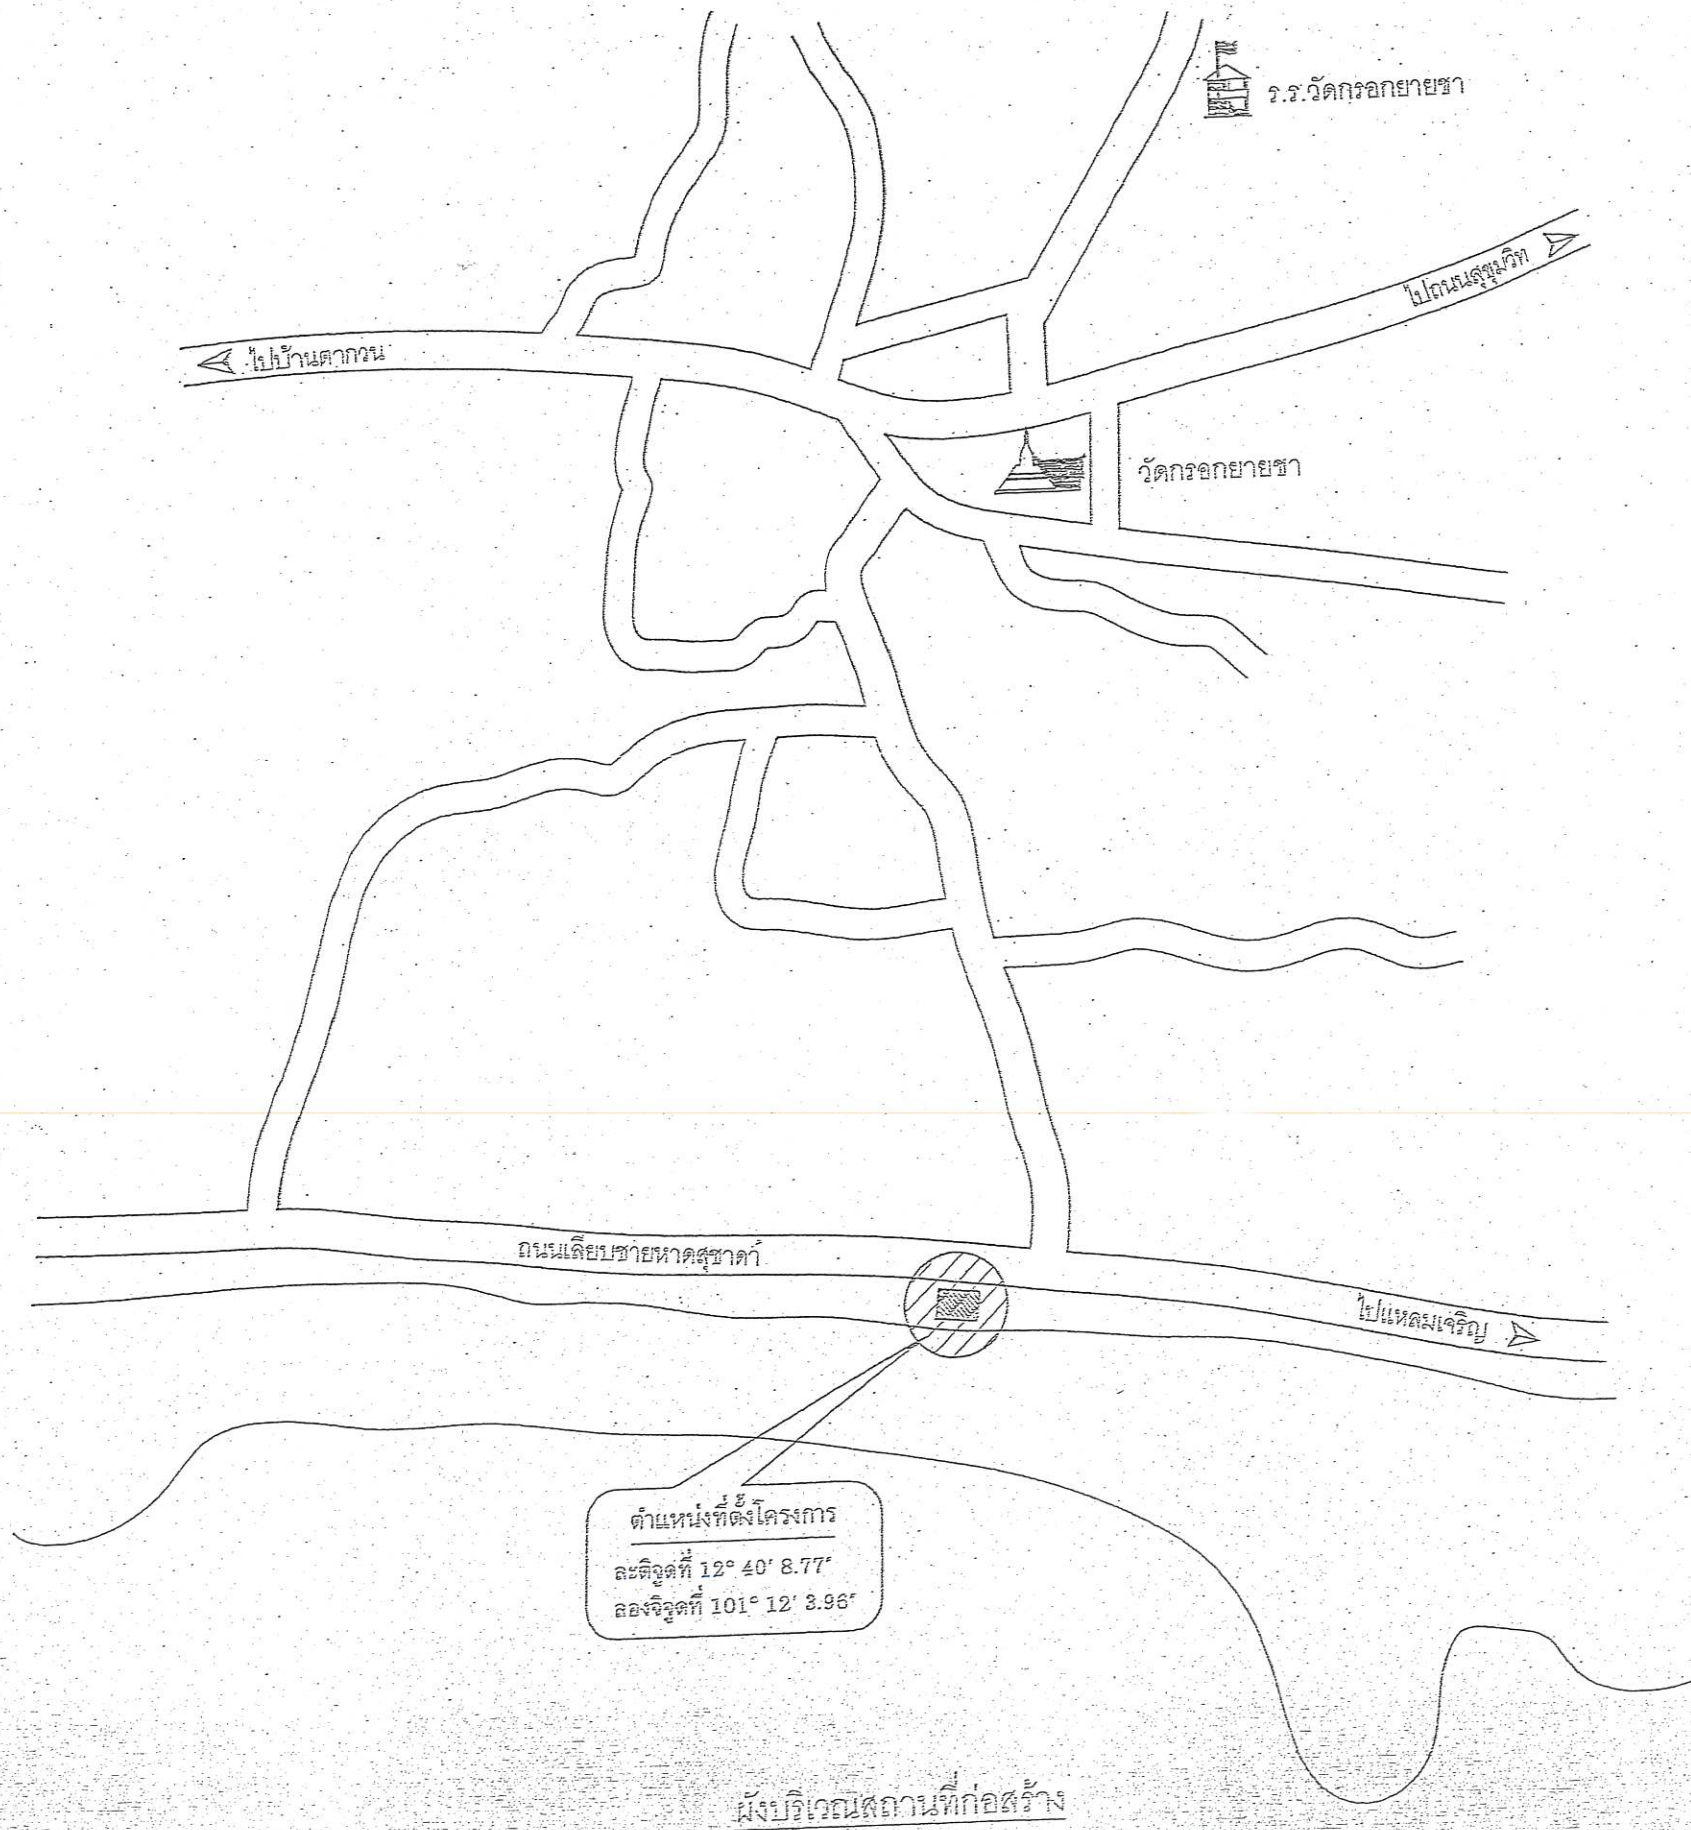 ร.ร.วัดกรอกยายชา
ไปถนนสุขุมวิท
ไปบ้านตากวน
วัดกรอกยายชา
ถนนเลียบชายหาดสุชาดา
ไปแหลมเจริญ
ตำแหน่งที่ตั้งโครงการ
ละติจูดที่ 12° 40' 8.77"
ลองจิจูดที่ 101° 12' 3.96"
ผังบริเวณสถานที่ก่อสร้าง